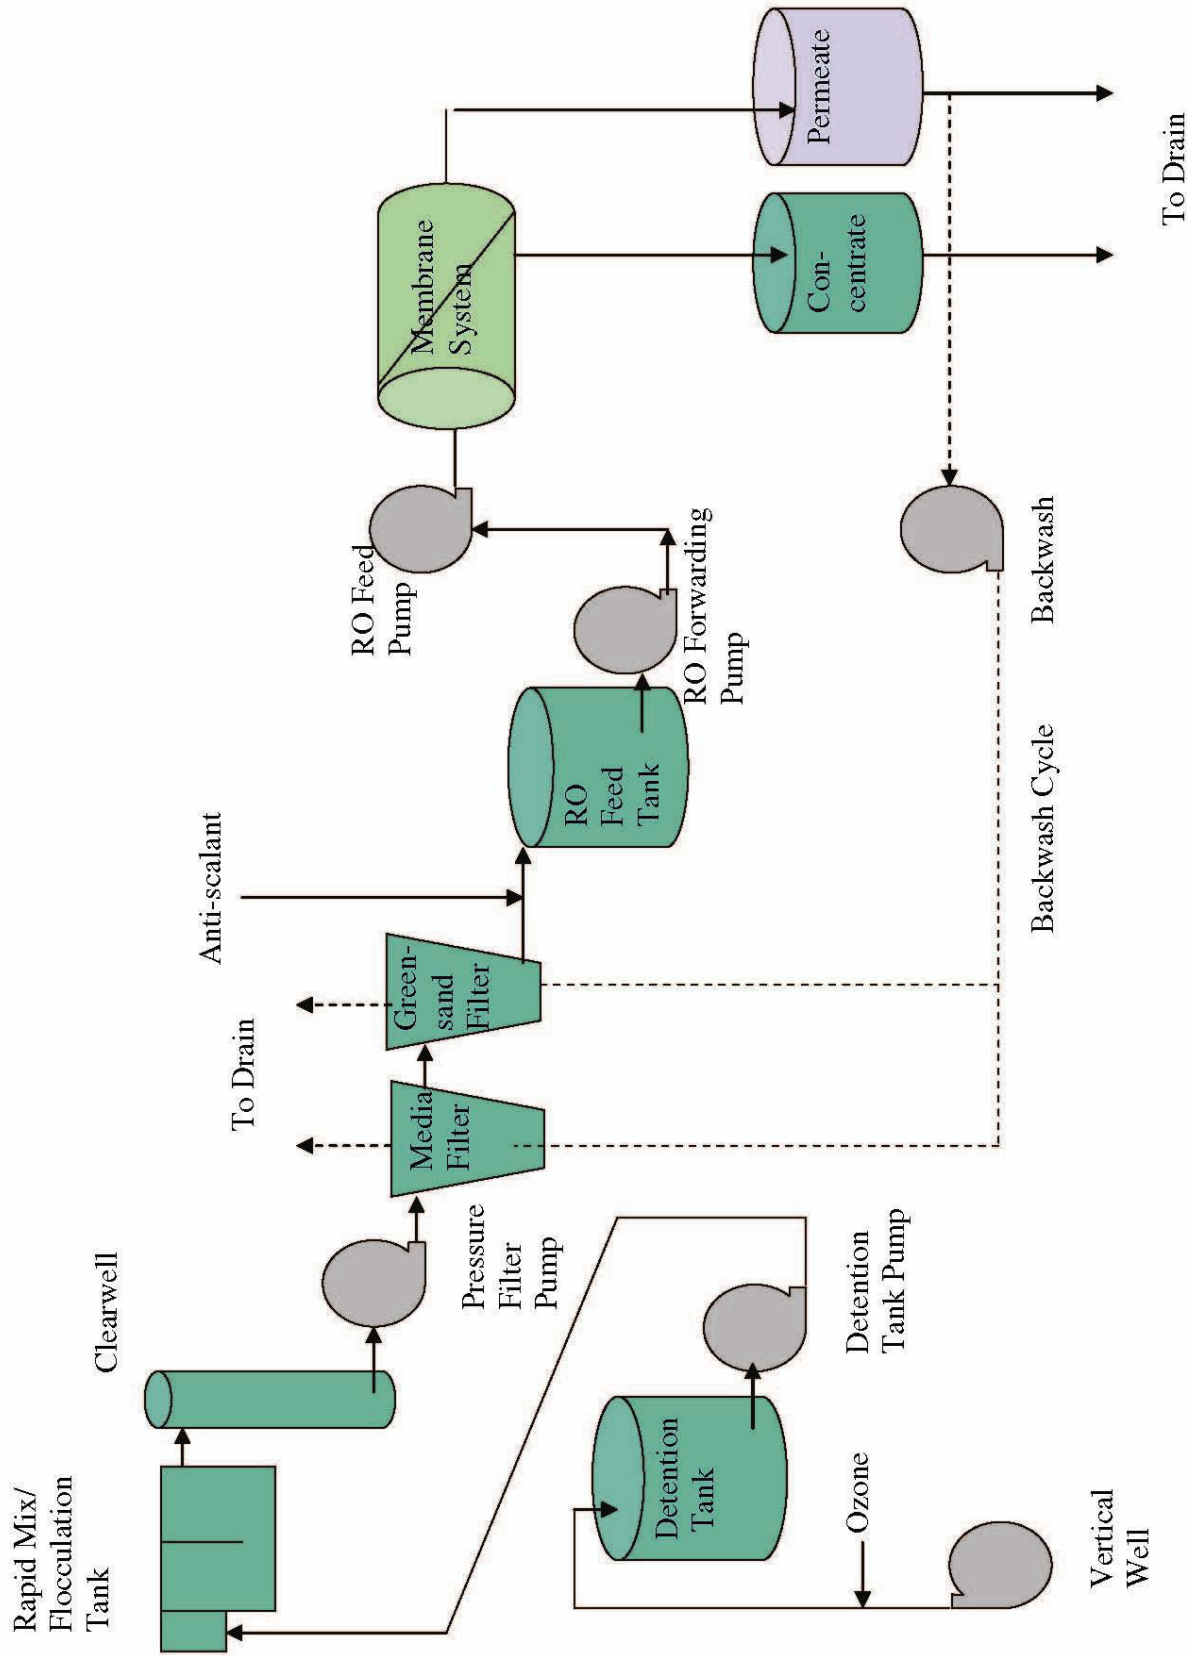 Rapid Mix/
Flocculation
Tank
Clearwell
To Drain
Anti-scalant
Pressure
Filter
Pump
Media
Filter
Green-
sand
Filter
RO
Feed
Tank
RO Forwarding
Pump
RO Feed
Pump
Membrane
System
Vertical
Well
Ozone
Detention
Tank
Detention
Tank Pump
Backwash Cycle
Backwash
Con-
centrate
Permeate
To Drain